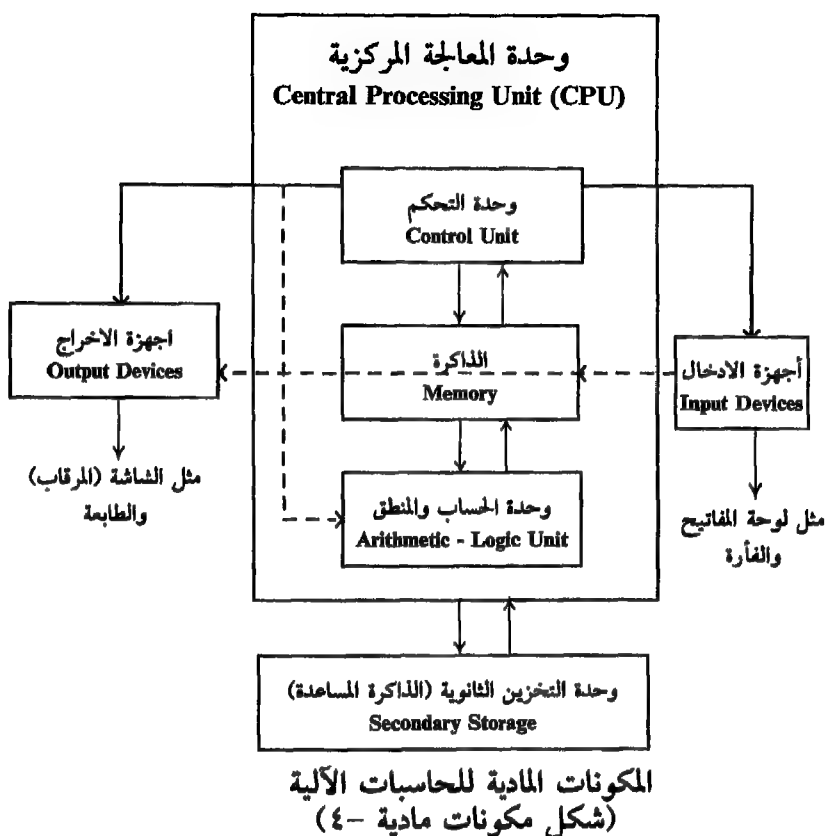 وحدة المعالجة المركزية
Central Processing Unit (CPU)
وحدة التحكم
Control Unit
اجهزة الاخراج
Output Devices
الذاكرة
Memory
أجهزة الادخال
Input Devices
مثل الشاشة (المرقاب)
والطابعة
وحدة الحساب والمنطق
Arithmetic - Logic Unit
مثل لوحة المفاتيح
والفأرة
وحدة التخزين الثانوية (الذاكرة المساعدة)
Secondary Storage
المكونات المادية للحاسبات الآلية
(شكل مكونات مادية -٤)